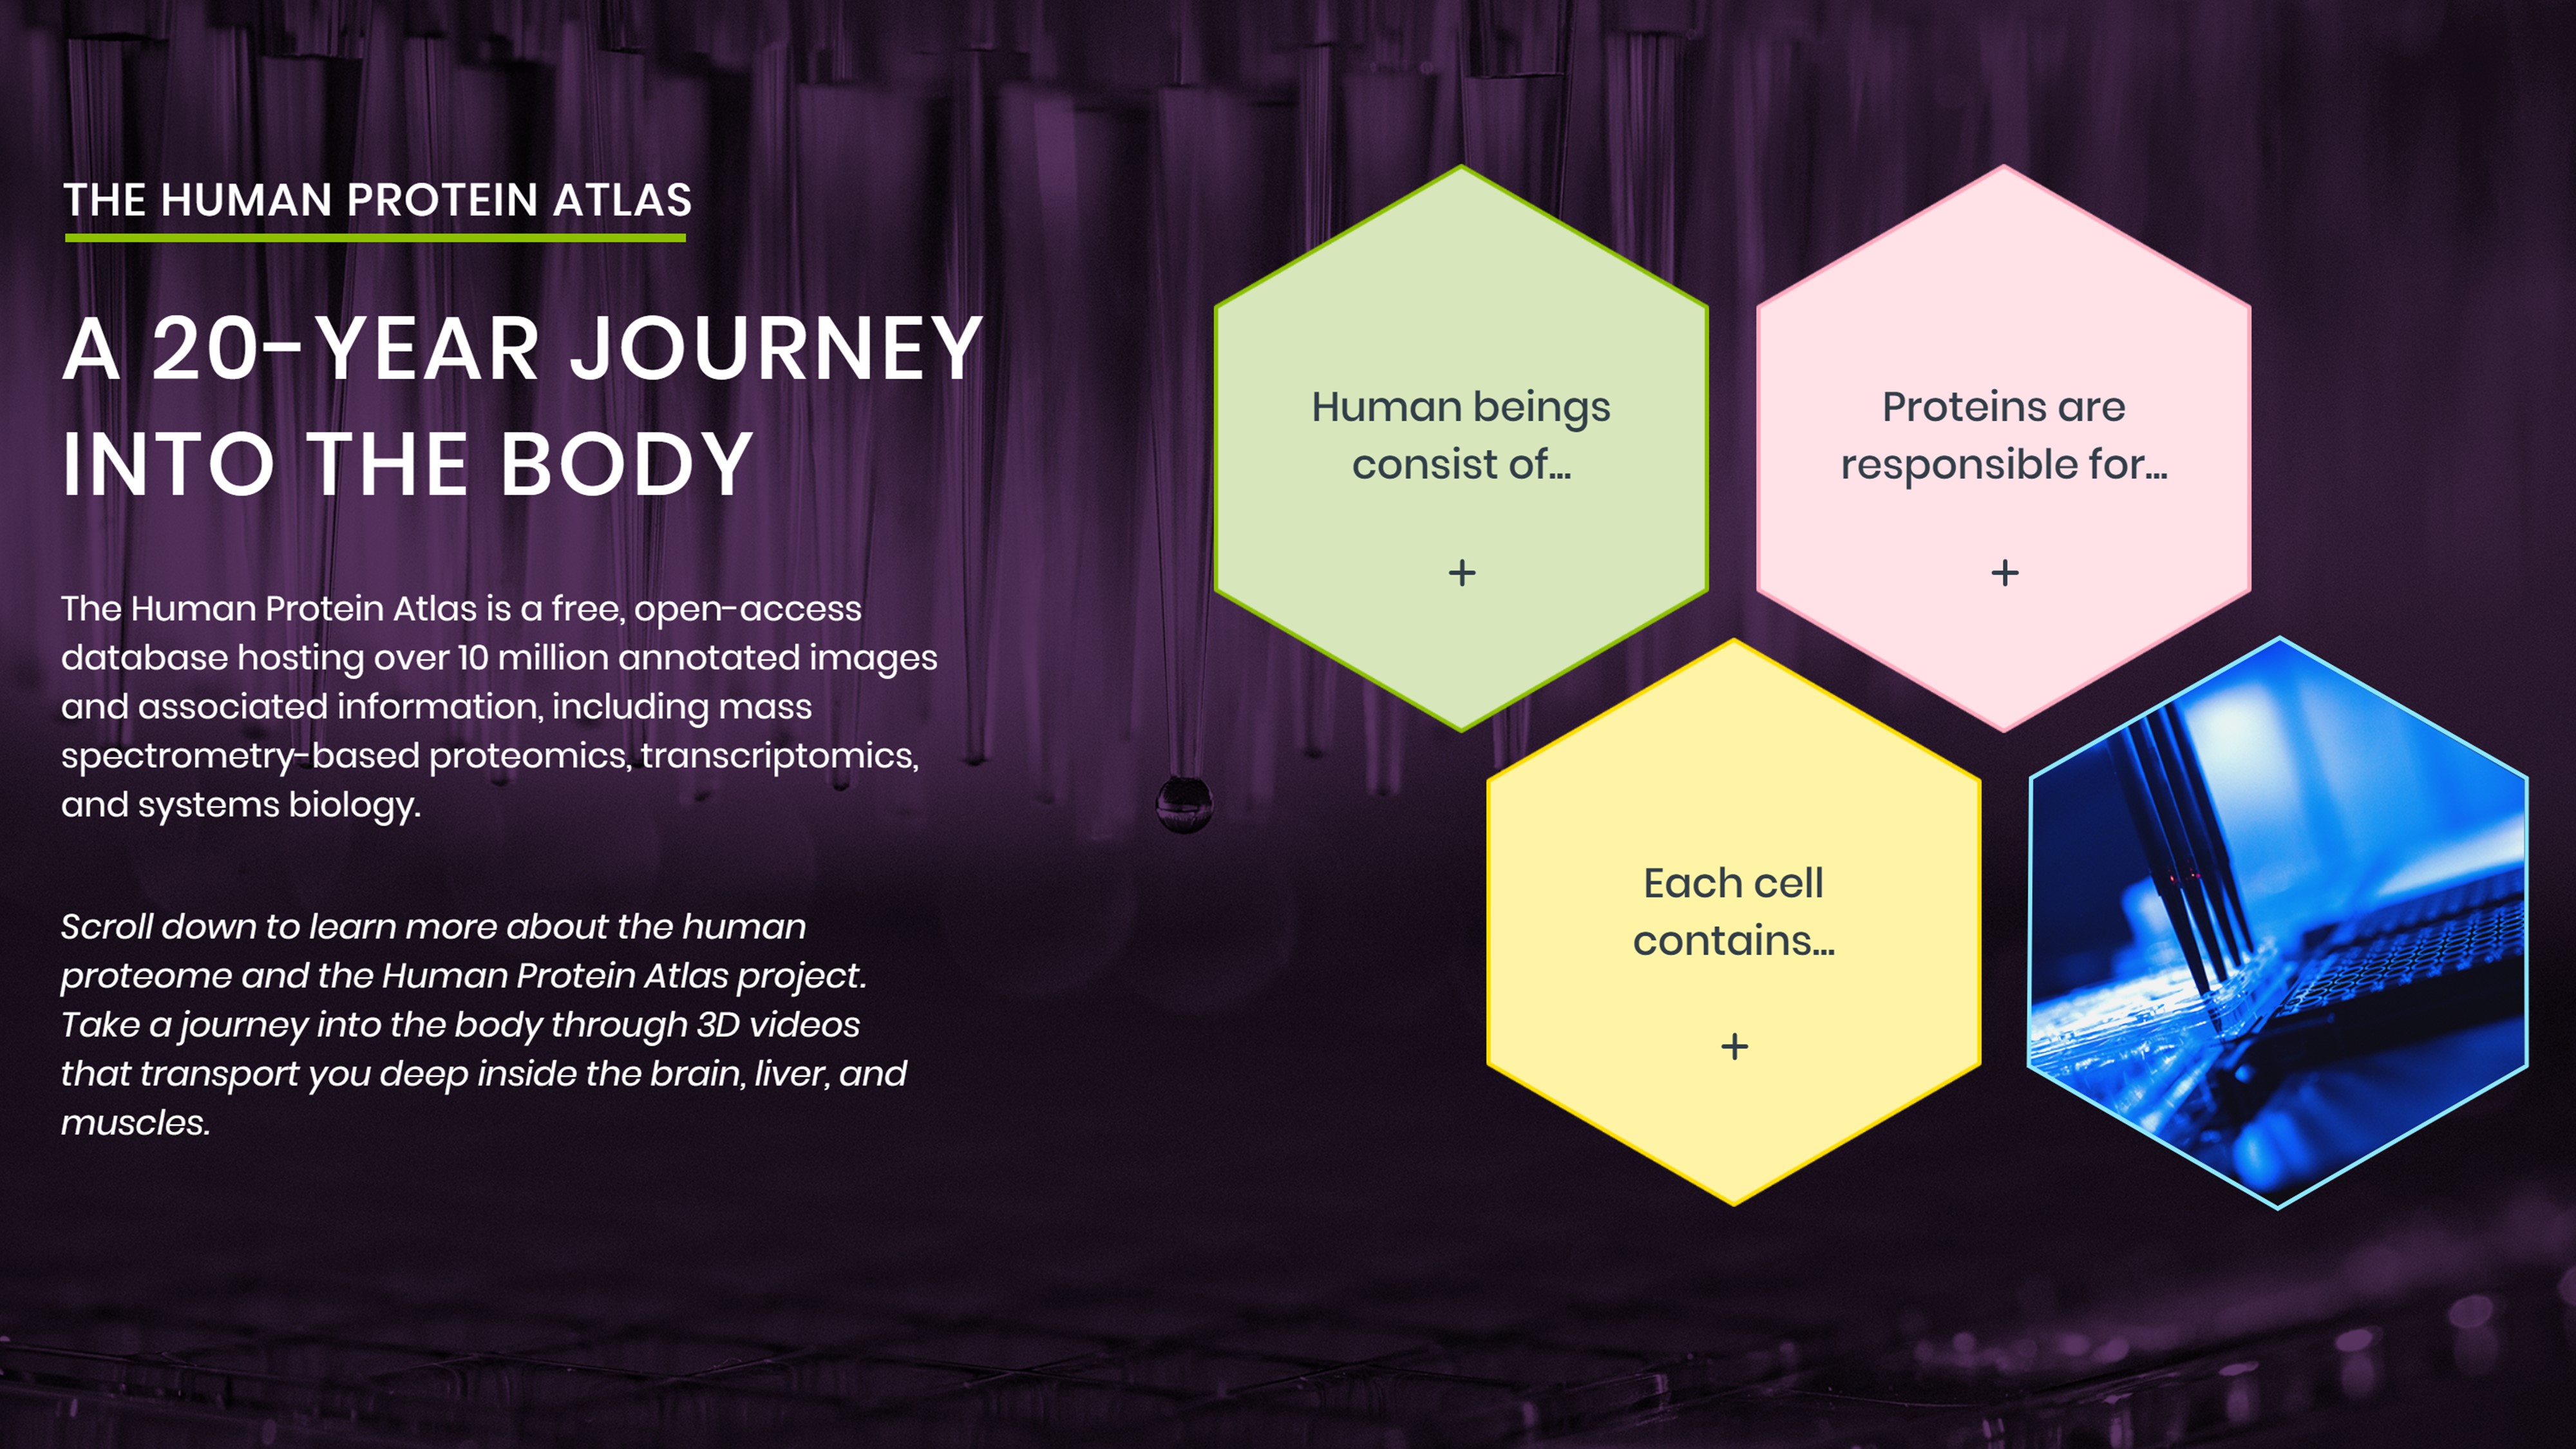 THE HUMAN PROTEIN ATLAS
A 20-YEAR JOURNEY
INTO THE BODY
The Human Protein Atlas is a free, open-access
database hosting over 10 million annotated images
and associated information, including mass
spectrometry-based proteomics, transcriptomics,
and systems biology.
Scroll down to learn more about the human
proteome and the Human Protein Atlas project.
Take a journey into the body through 3D videos
that transport you deep inside the brain, liver, and
muscles.
Human beings
consist of...
+
Proteins are
responsible for...
+
Each cell
contains...
+